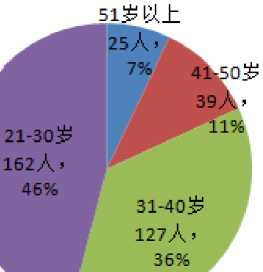 51岁以上
25人，
7%
41-50岁
39人，
11%
21-30岁
162人，
46%
31-40岁
127人，
36%